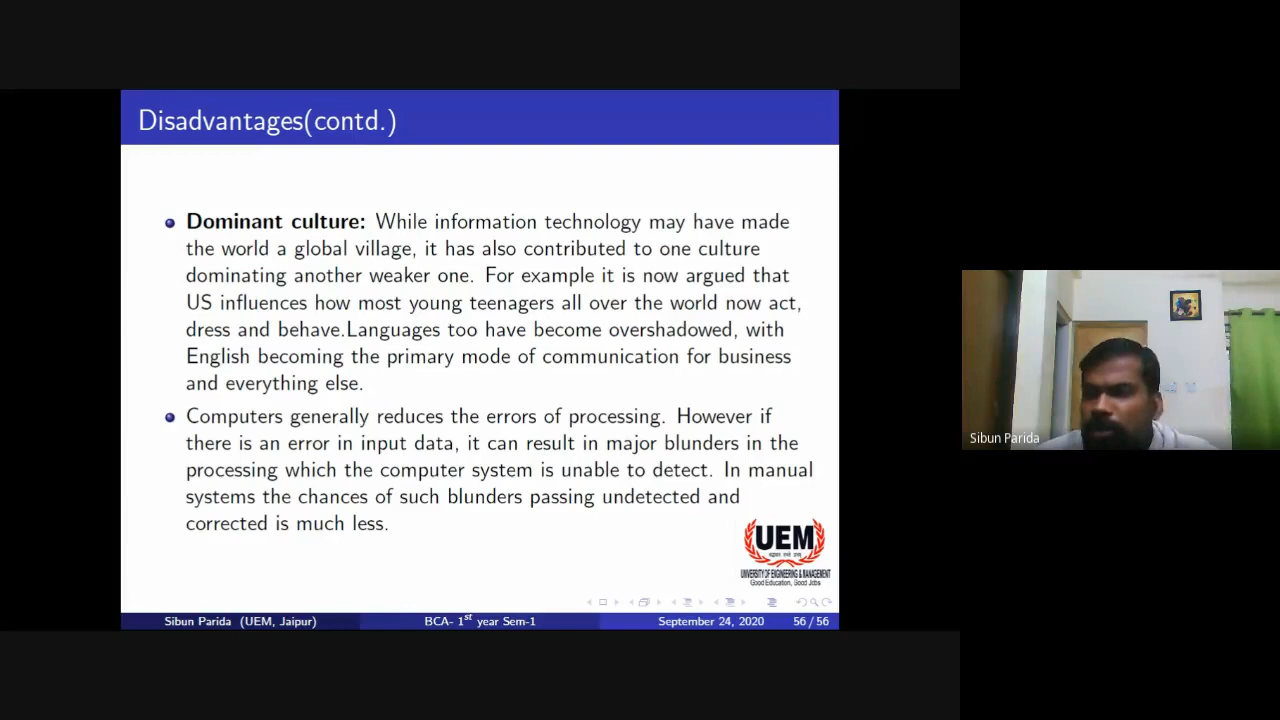 Disadvantages(contd.)
Dominant culture: While information technology may have made
the world a global village, it has also contributed to one culture
dominating another weaker one. For example it is now argued that
US influences how most young teenagers all over the world now act,
dress and behave.Languages too have become overshadowed, with
English becoming the primary mode of communication for business
and everything else.
Computers generally reduces the errors of processing. However if
there is an error in input data, it can result in major blunders in the
processing which the computer system is unable to detect. In manual
systems the chances of such blunders passing undetected and
corrected is much less.
UEM
UNIVERSITY OF ENGINEERING & MANAGEMENT
Good Education, Good Jobs
Sibun Parida (UEM, Jaipur) BCA- 1st year Sem-1 September 24, 2020 56 / 56
Sibun Parida